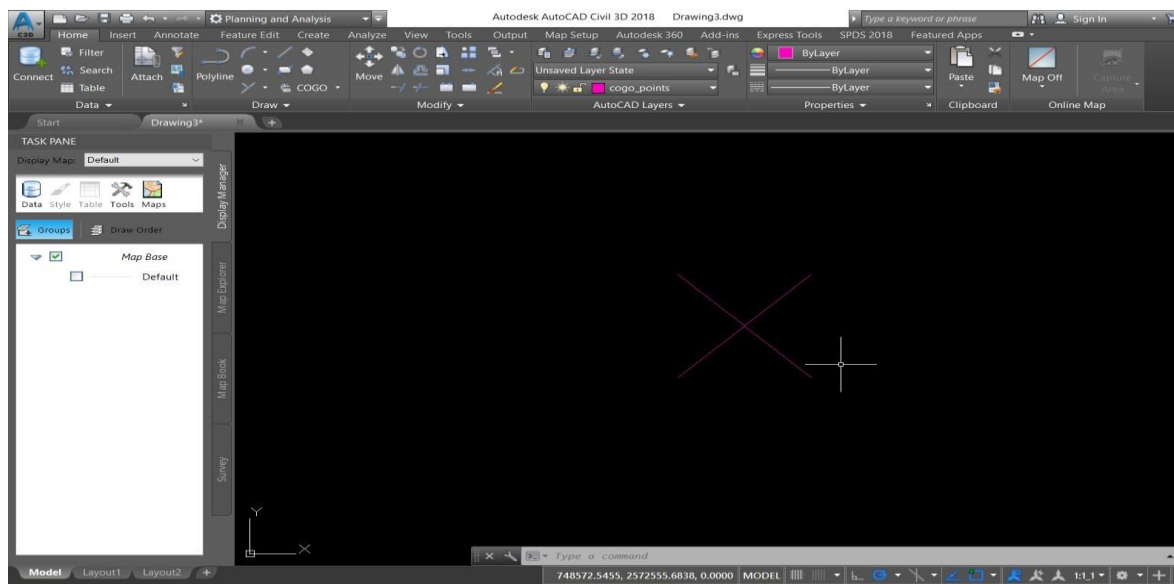 Planning and Analysis Autodesk AutoCAD Civil 3D 2018 Drawing3.dwg Type a keyword or phrase Sign In
C3D Home Insert Annotate Feature Edit Create Analyze View Tools Output Map Setup Autodesk 360 Add-ins Express Tools SPDS 2018 Featured Apps
Filter
Search
Table
Connect
Attach
Polyline
COGO
Move
Unsaved Layer State
cogo_points
ByLayer
ByLayer
ByLayer
Paste
Map Off
Capture Area
Data Draw Modify AutoCAD Layers Properties Clipboard Online Map
Start Drawing3*
TASK PANE
Display Map: Default
Data Style Table Tools Maps
Groups Draw Order
Map Base
Default
Display Manager
Map Explorer
Map Book
Survey
Y
X
Type a command
Model Layout1 Layout2 748572.5455, 2572555.6838, 0.0000 MODEL 1:1_1